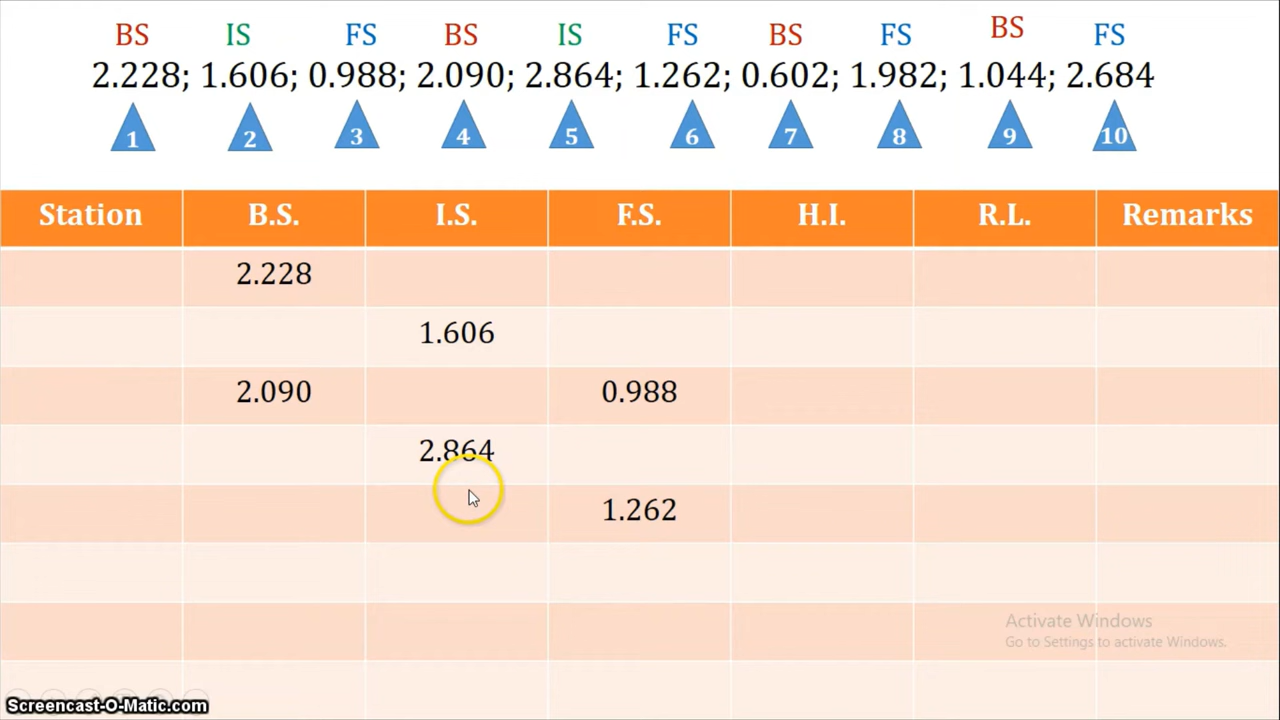 BS IS FS BS IS FS BS FS BS FS
2.228; 1.606; 0.988; 2.090; 2.864; 1.262; 0.602; 1.982; 1.044; 2.684
1 2 3 4 5 6 7 8 9 10
Station B.S. I.S. F.S. H.I. R.L. Remarks
2.228
1.606
2.090 0.988
2.864
1.262
Activate Windows
Go to Settings to activate Windows.
Screencast-O-Matic.com